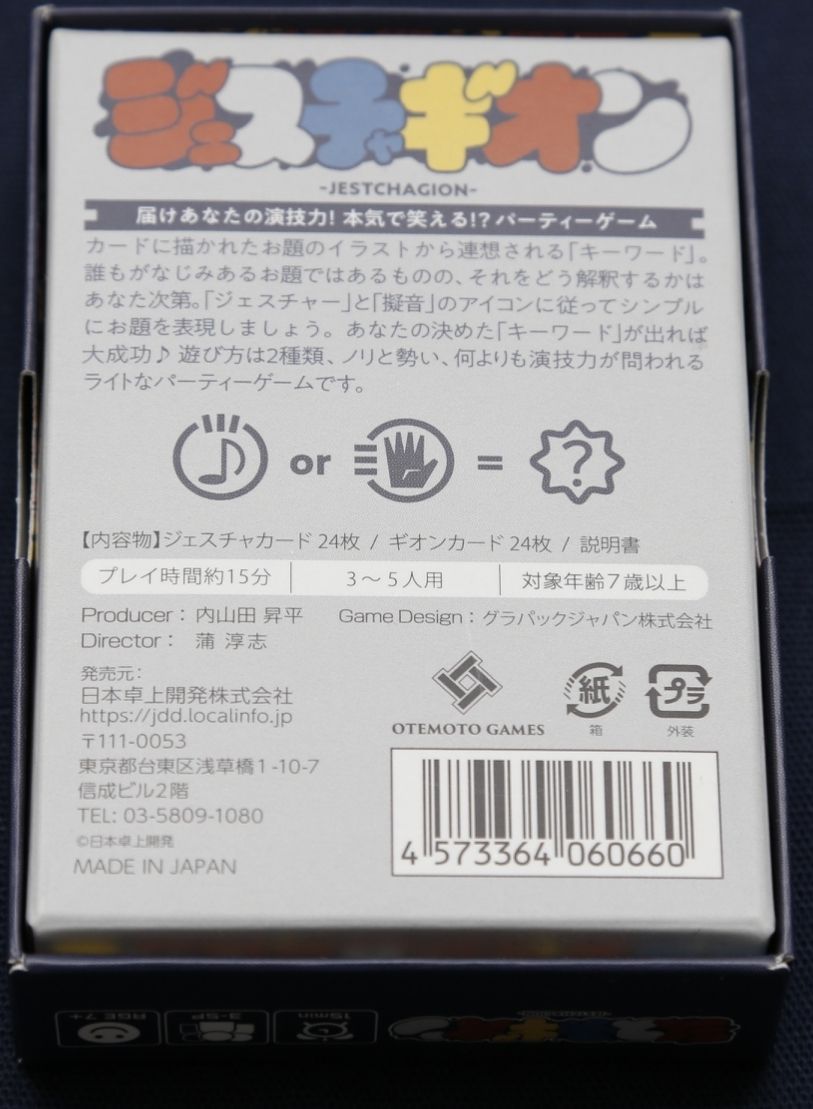 ジェスチャギオン
-JESTCHAGION-
届けあなたの演技力! 本気で笑える!? パーティーゲーム
カードに描かれたお題のイラストから連想される「キーワード」。
誰もがなじみあるお題ではあるものの、それをどう解釈するかは
あなた次第。「ジェスチャー」と「擬音」のアイコンに従ってシンプル
にお題を表現しましょう。あなたの決めた「キーワード」が出れば
大成功♪ 遊び方は2種類、ノリと勢い、何よりも演技力が問われる
ライトなパーティーゲームです。
or = ?
【内容物】ジェスチャカード 24枚 / ギオンカード 24枚 / 説明書
プレイ時間約15分 3～5人用 対象年齢7歳以上
Producer : 内山田 昇平 Game Design : グラパックジャパン株式会社
Director : 蒲 淳志
発売元:
日本卓上開発株式会社
https://jdd.localinfo.jp
〒111-0053
東京都台東区浅草橋1-10-7
信成ビル2階
TEL: 03-5809-1080
©日本卓上開発
MADE IN JAPAN
OTEMOTO GAMES
紙
箱
プラ
外装
4 573364 060660
ジェスチャギオン
15min
3-5P
AGE 7+